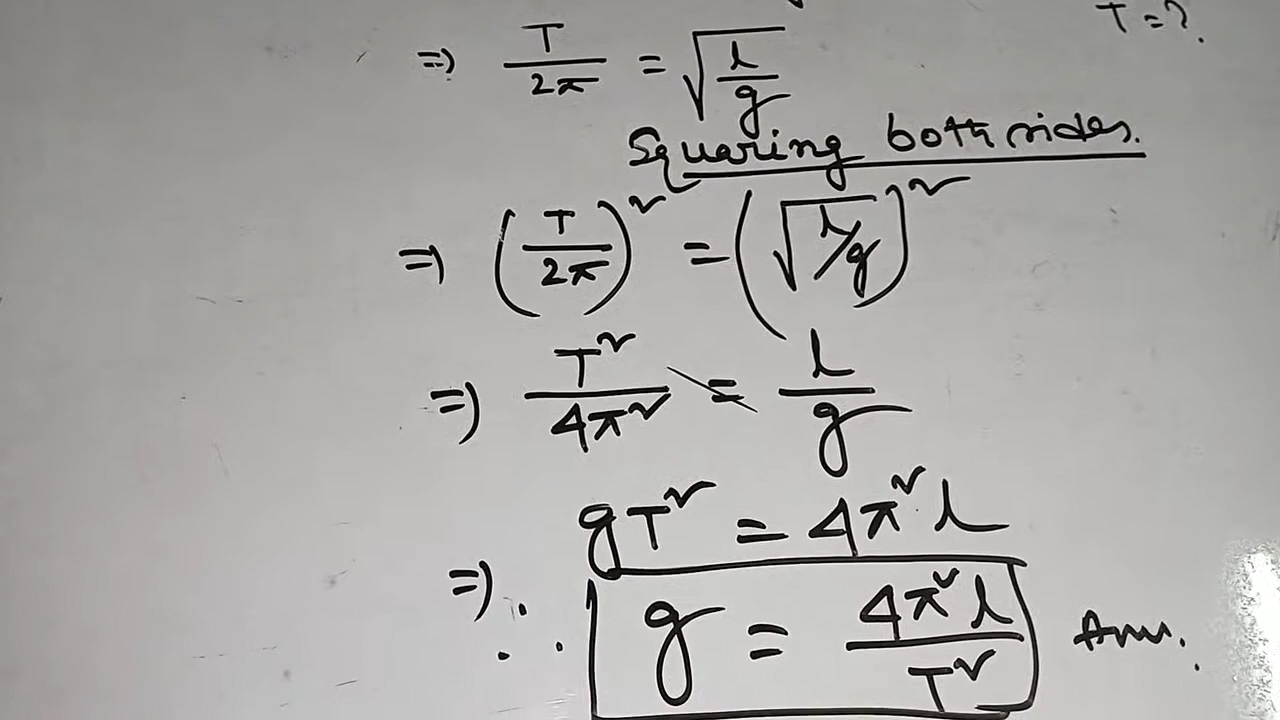 T = ?
⇒ T/2π = √(l/g)
Squaring both sides.
⇒ (T/2π)² = (√(l/g))²
⇒ T²/4π² = l/g
gT² = 4π²l
⇒ ∴ g = 4π²l/T² Ans.